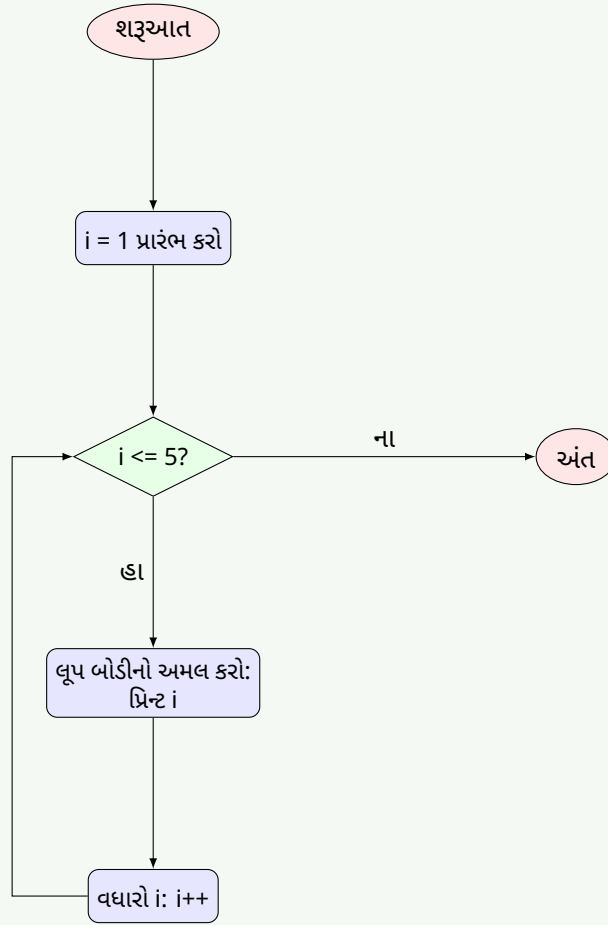 શરૂઆત
i = 1 પ્રારંભ કરો
i <= 5?
ના
અંત
હા
લૂપ બોડીનો અમલ કરો:
પ્રિન્ટ i
વધારો i: i++